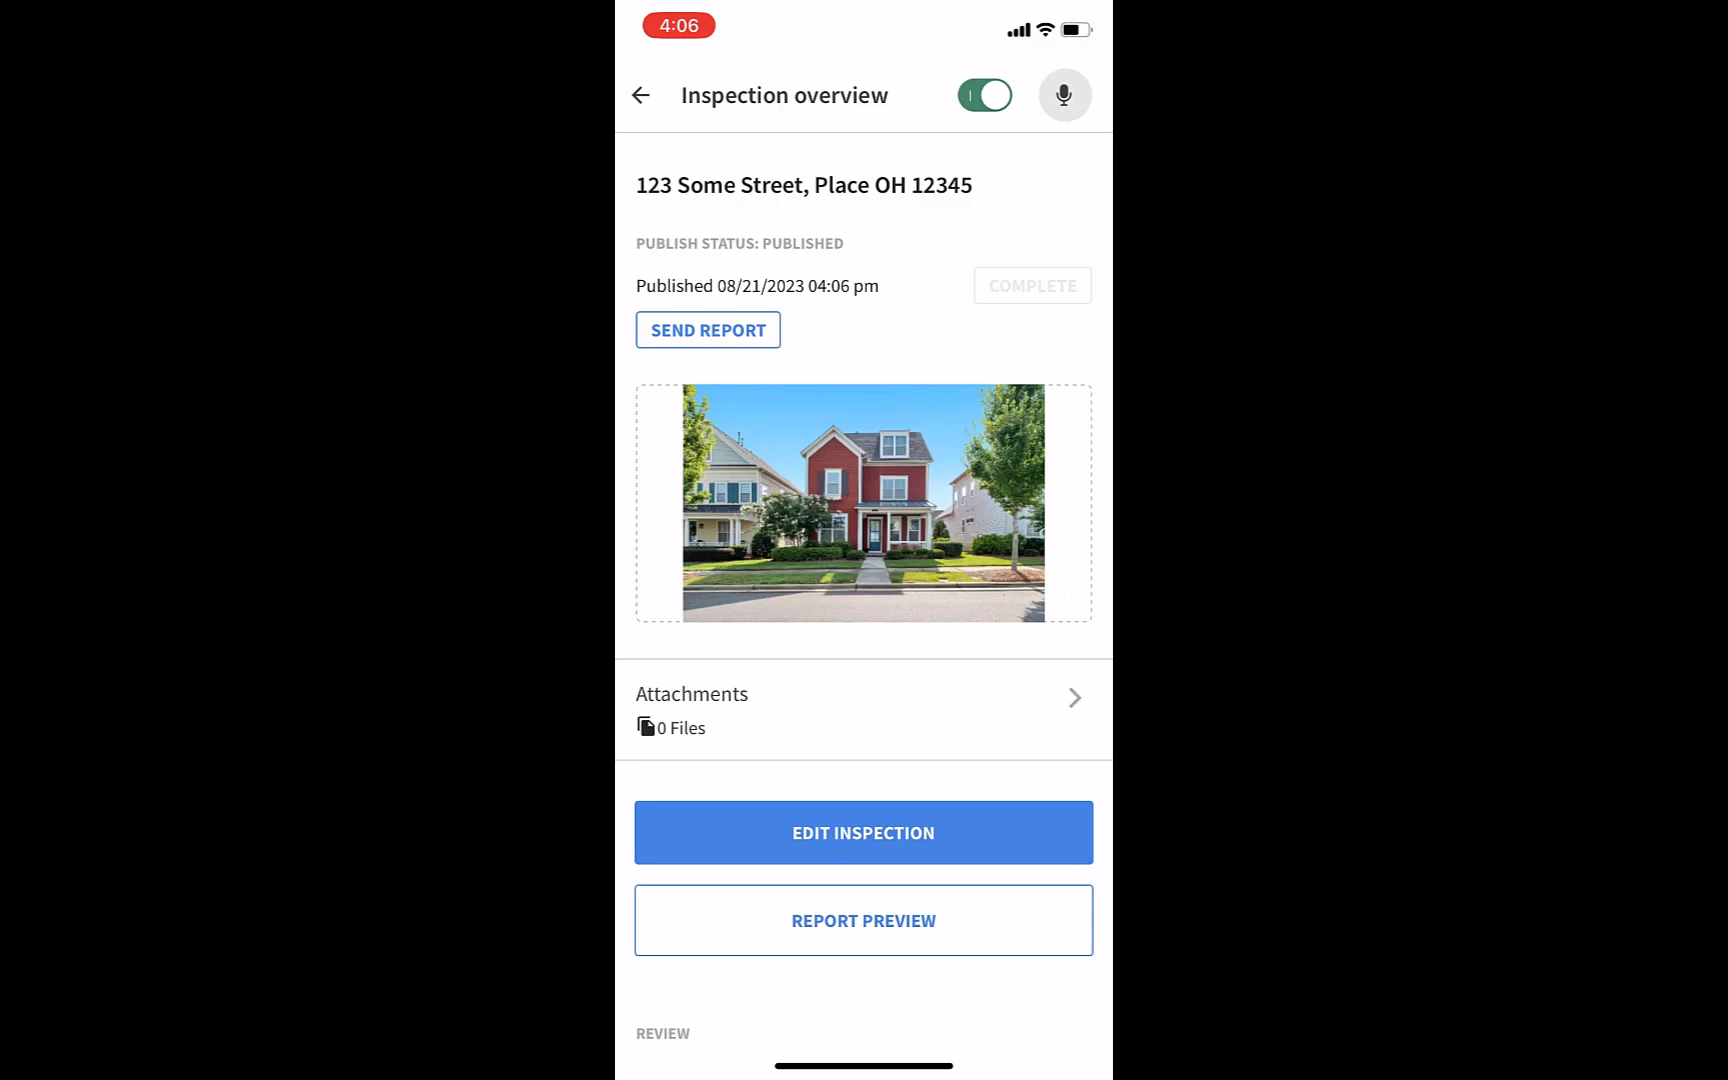 4:06
Inspection overview
123 Some Street, Place OH 12345
PUBLISH STATUS: PUBLISHED
Published 08/21/2023 04:06 pm
COMPLETE
SEND REPORT
Attachments
0 Files
EDIT INSPECTION
REPORT PREVIEW
REVIEW